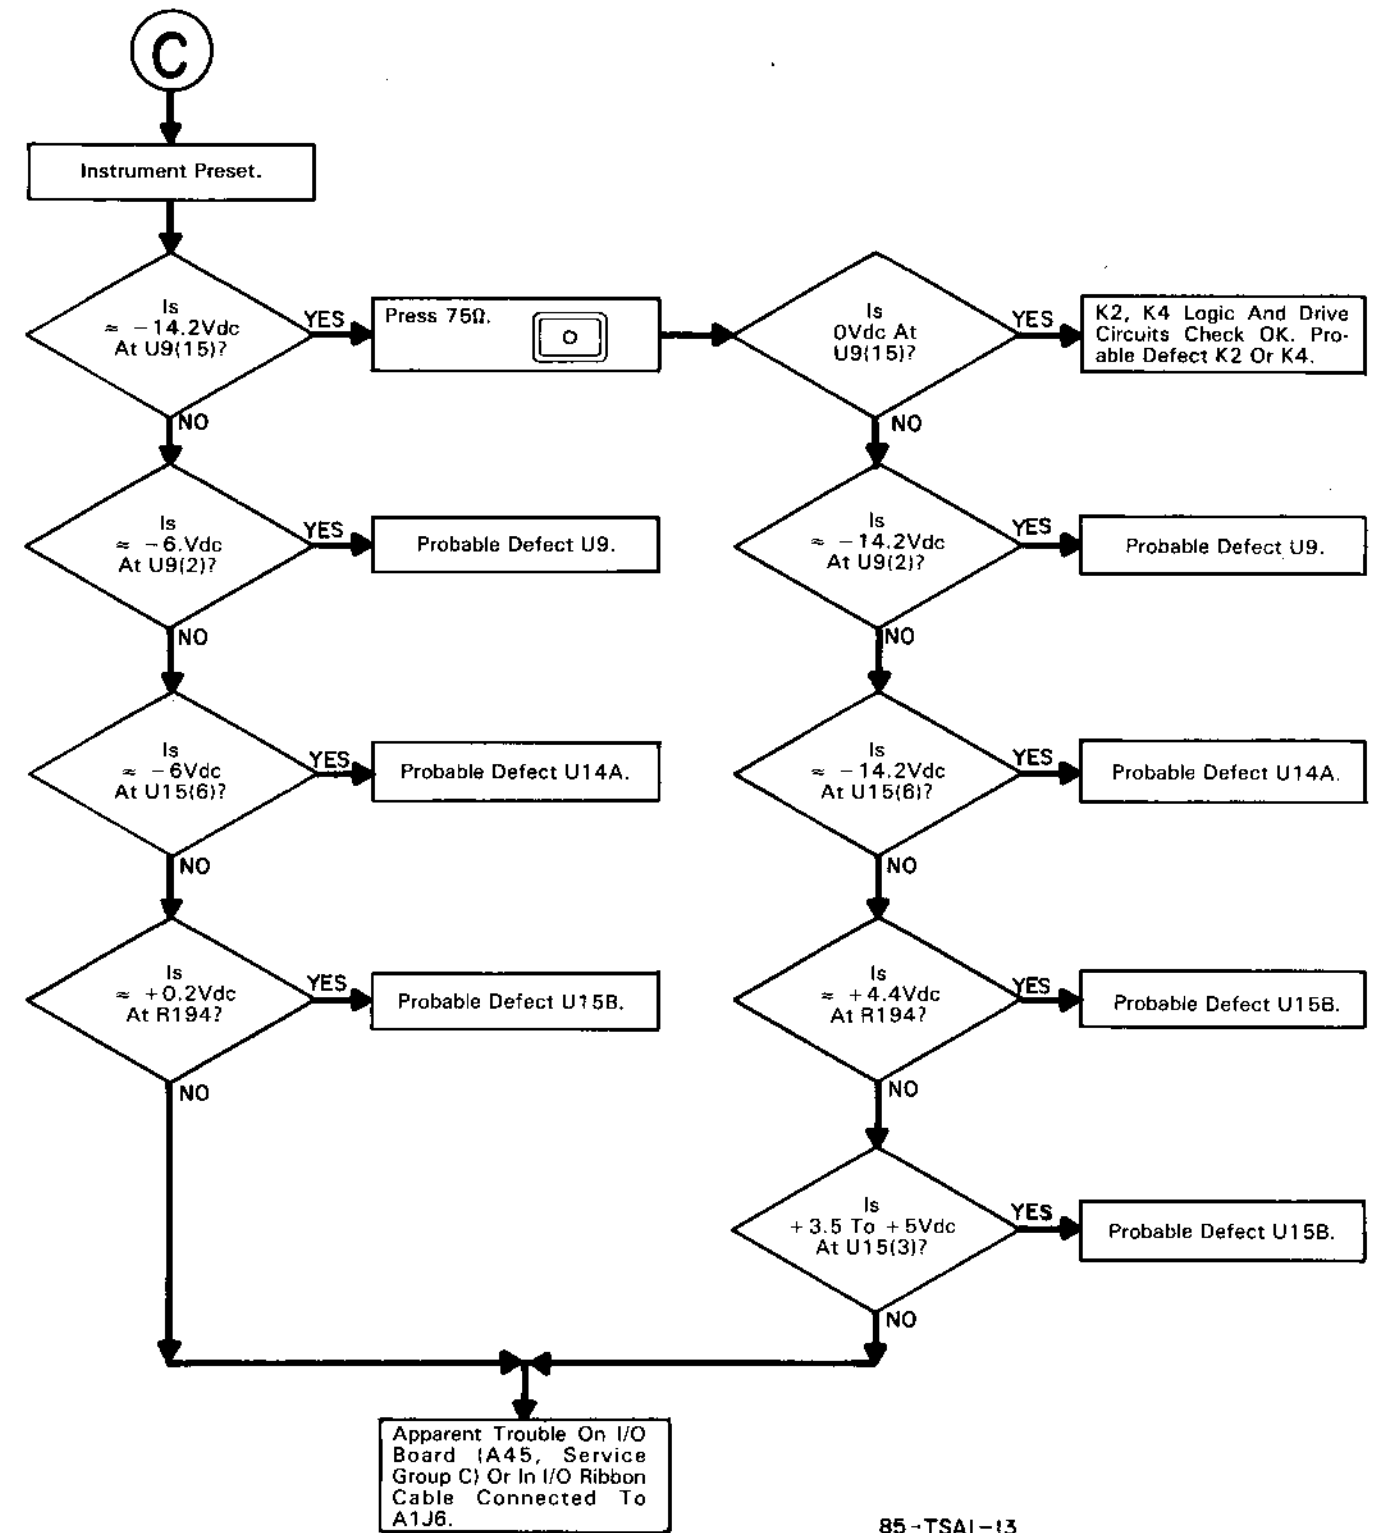 C
Instrument Preset.
Is
≈ −14.2Vdc
At U9(15)?
YES
NO
Press 75Ω.
Is
0Vdc At
U9(15)?
YES
NO
K2, K4 Logic And Drive
Circuits Check OK. Pro-
able Defect K2 Or K4.
Is
≈ −6.Vdc
At U9(2)?
YES
NO
Probable Defect U9.
Is
≈ −14.2Vdc
At U9(2)?
YES
NO
Probable Defect U9.
Is
≈ −6Vdc
At U15(6)?
YES
NO
Probable Defect U14A.
Is
≈ −14.2Vdc
At U15(6)?
YES
NO
Probable Defect U14A.
Is
≈ +0.2Vdc
At R194?
YES
NO
Probable Defect U15B.
Is
≈ +4.4Vdc
At R194?
YES
NO
Probable Defect U15B.
Is
+3.5 To +5Vdc
At U15(3)?
YES
NO
Probable Defect U15B.
Apparent Trouble On I/O
Board (A45, Service
Group C) Or In I/O Ribbon
Cable Connected To
A1J6.
85-TSA1-13